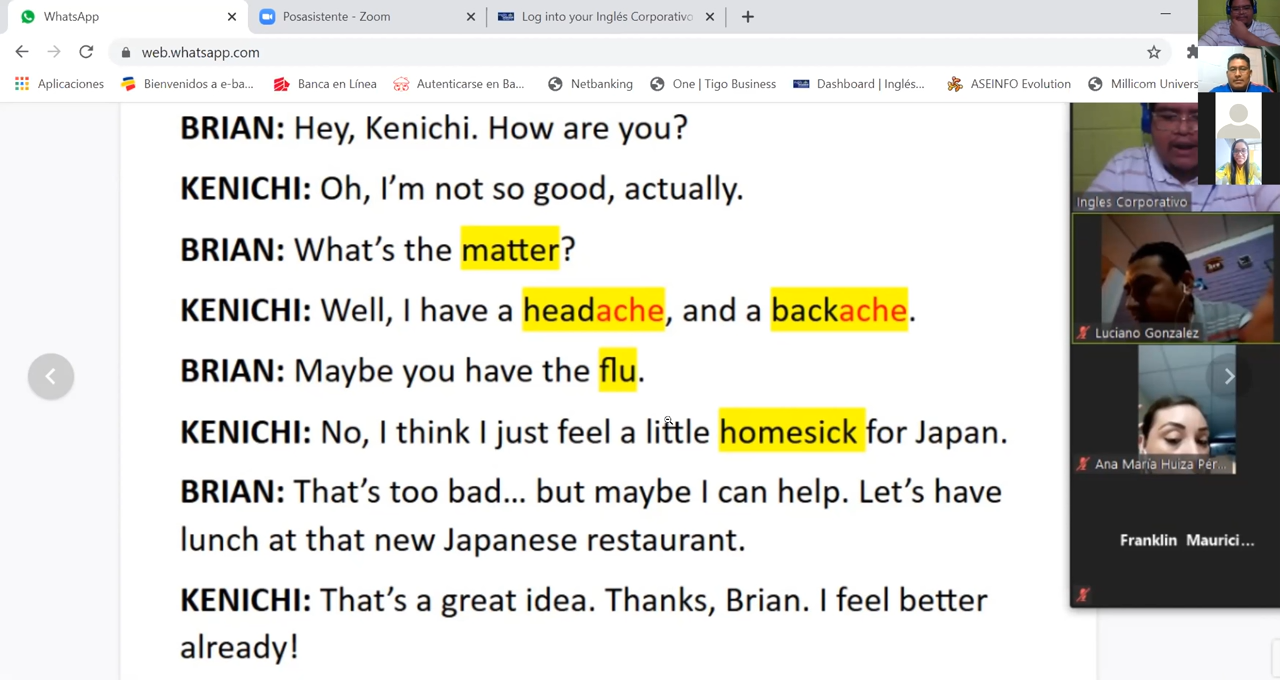 WhatsApp
Posasistente - Zoom
Log into your Inglés Corporativo
web.whatsapp.com
Aplicaciones
Bienvenidos a e-ba...
Banca en Línea
Autenticarse en Ba...
Netbanking
One | Tigo Business
Dashboard | Inglés...
ASEINFO Evolution
Millicom Univers
BRIAN: Hey, Kenichi. How are you?
KENICHI: Oh, I'm not so good, actually.
BRIAN: What's the matter?
KENICHI: Well, I have a headache, and a backache.
BRIAN: Maybe you have the flu.
KENICHI: No, I think I just feel a little homesick for Japan.
BRIAN: That's too bad... but maybe I can help. Let's have
lunch at that new Japanese restaurant.
KENICHI: That's a great idea. Thanks, Brian. I feel better
already!
Ingles Corporativo
Luciano Gonzalez
Ana María Huiza Pér...
Franklin Maurici...